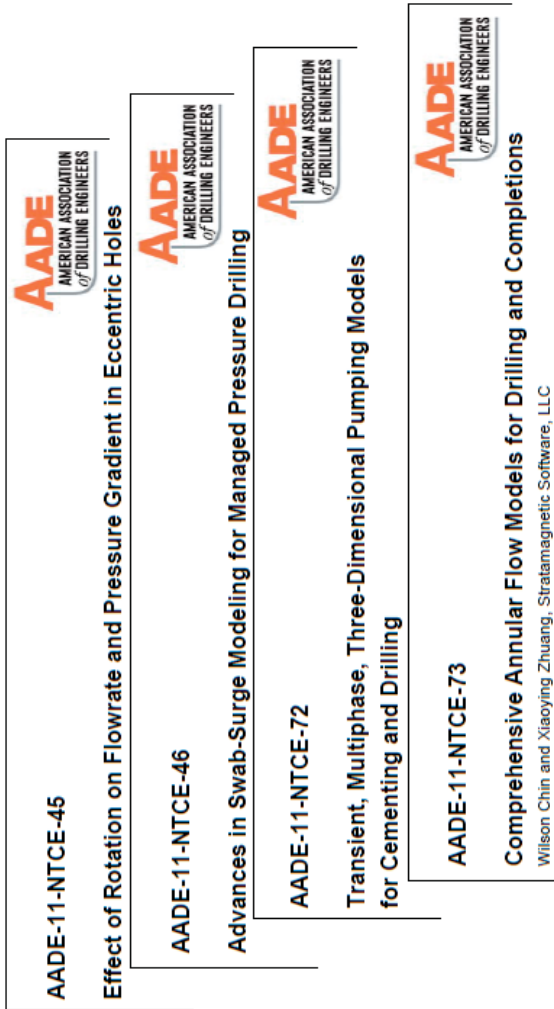 AADE-11-NTCE-45
AADE
AMERICAN ASSOCIATION
of DRILLING ENGINEERS
Effect of Rotation on Flowrate and Pressure Gradient in Eccentric Holes
AADE-11-NTCE-46
AADE
AMERICAN ASSOCIATION
of DRILLING ENGINEERS
Advances in Swab-Surge Modeling for Managed Pressure Drilling
AADE-11-NTCE-72
AADE
AMERICAN ASSOCIATION
of DRILLING ENGINEERS
Transient, Multiphase, Three-Dimensional Pumping Models
for Cementing and Drilling
AADE-11-NTCE-73
AADE
AMERICAN ASSOCIATION
of DRILLING ENGINEERS
Comprehensive Annular Flow Models for Drilling and Completions
Wilson Chin and Xiaoying Zhuang, Stratamagnetic Software, LLC